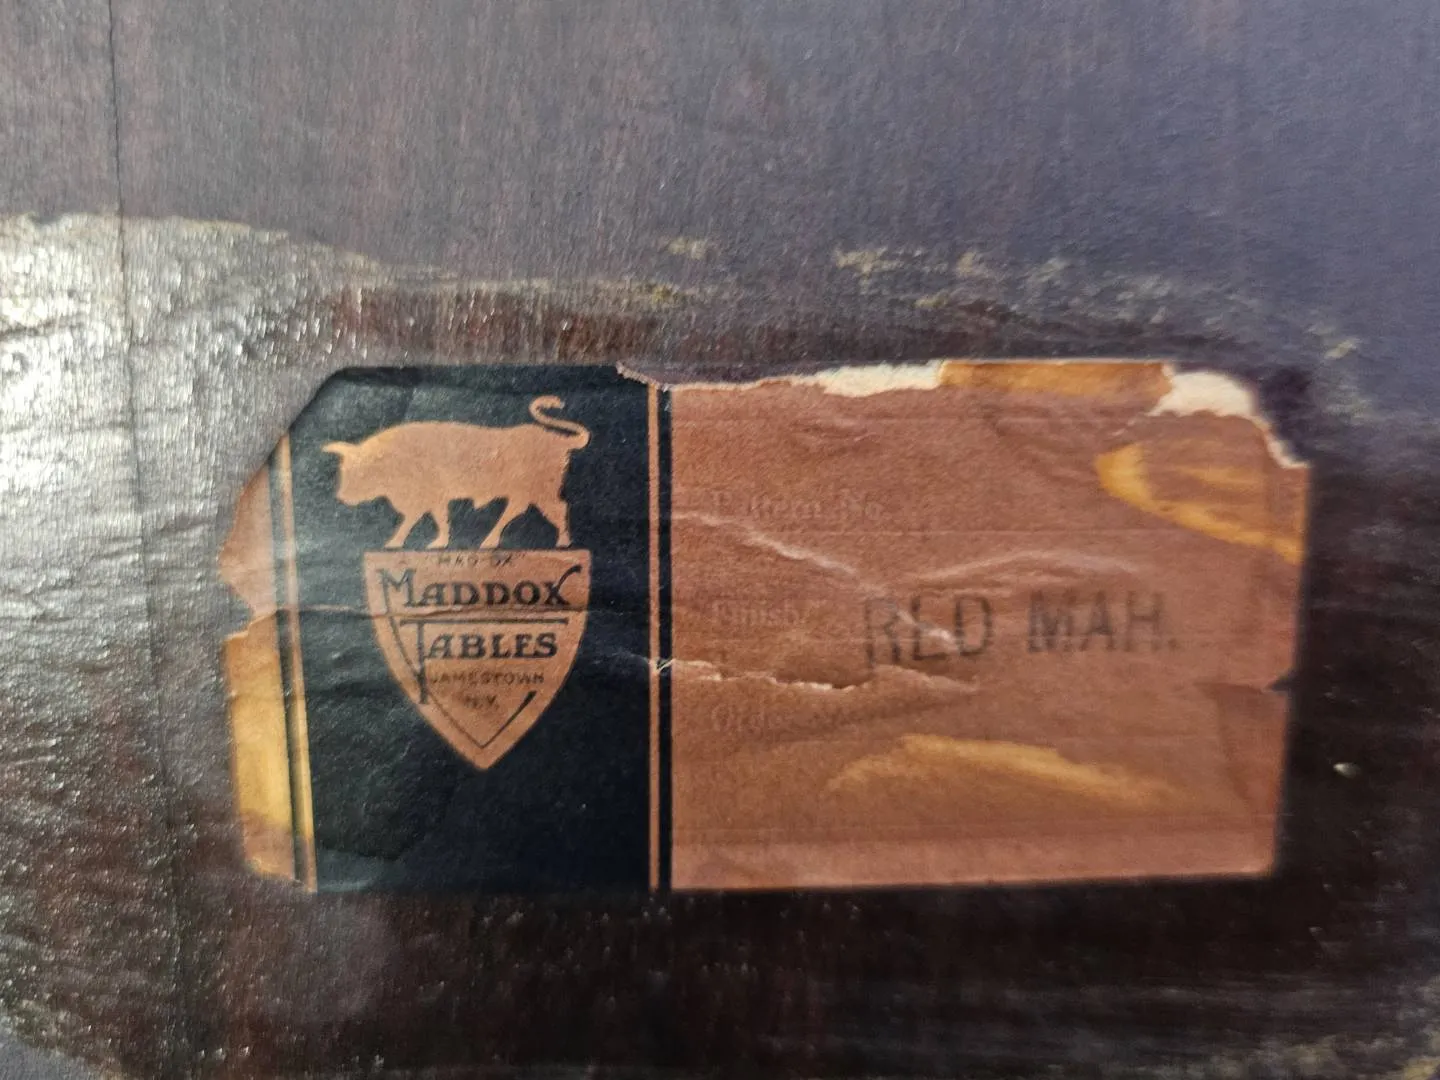 "MAD-OX"
MADDOX
TABLES
JAMESTOWN
N.Y.
Pattern No.
Finish RED MAH.
Order